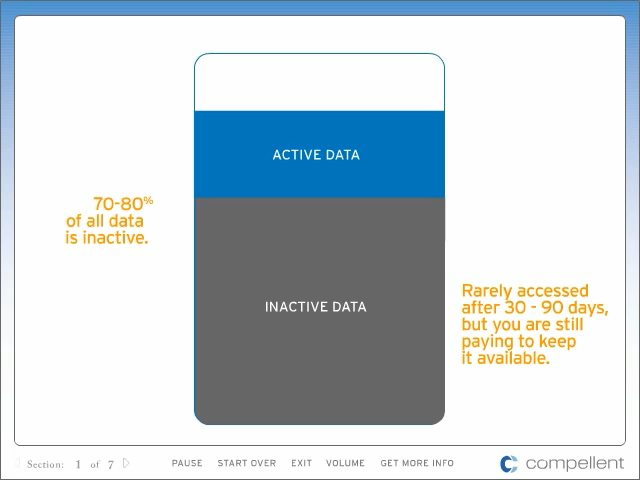 ACTIVE DATA
70-80%
of all data
is inactive.
INACTIVE DATA
Rarely accessed
after 30 - 90 days,
but you are still
paying to keep
it available.
Section: 1 of 7
PAUSE START OVER EXIT VOLUME GET MORE INFO
compellent